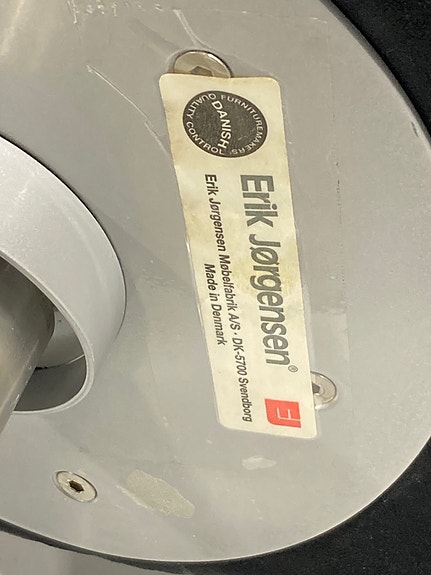 FURNITUREMAKERS
DANISH
QUALITY CONTROL
Erik Jørgensen®
Erik Jørgensen Møbelfabrik A/S · DK-5700 Svendborg
Made in Denmark